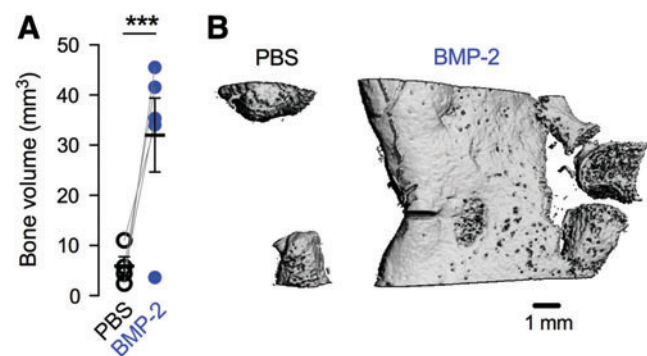 A
***
50
40
30
20
10
0
Bone volume (mm³)
PBS
BMP-2
B
PBS
BMP-2
1 mm